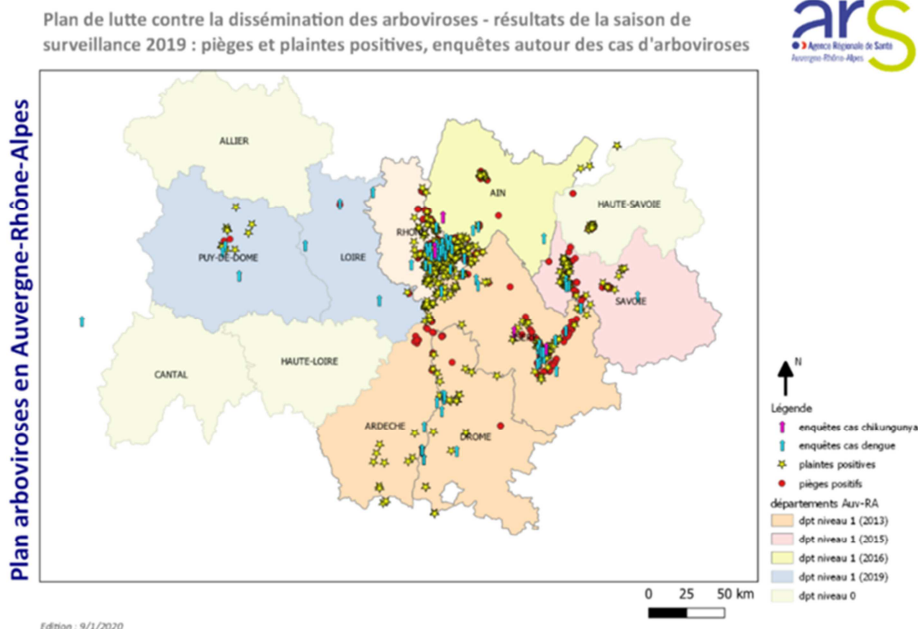 Plan de lutte contre la dissémination des arboviroses - résultats de la saison de
surveillance 2019 : pièges et plaintes positives, enquêtes autour des cas d'arboviroses
ars
Agence Régionale de Santé
Auvergne-Rhône-Alpes
Plan arboviroses en Auvergne-Rhône-Alpes
ALLIER
AIN
HAUTE-SAVOIE
RHO
PUY-DE-DOME
LOIRE
SAVOIE
CANTAL
HAUTE-LOIRE
ARDECHE
DROME
N
Légende
enquêtes cas chikungunya
enquêtes cas dengue
plaintes positives
pièges positifs
départements Auv-RA
dpt niveau 1 (2013)
dpt niveau 1 (2015)
dpt niveau 1 (2016)
dpt niveau 1 (2019)
dpt niveau 0
0 25 50 km
Edition : 9/1/2020